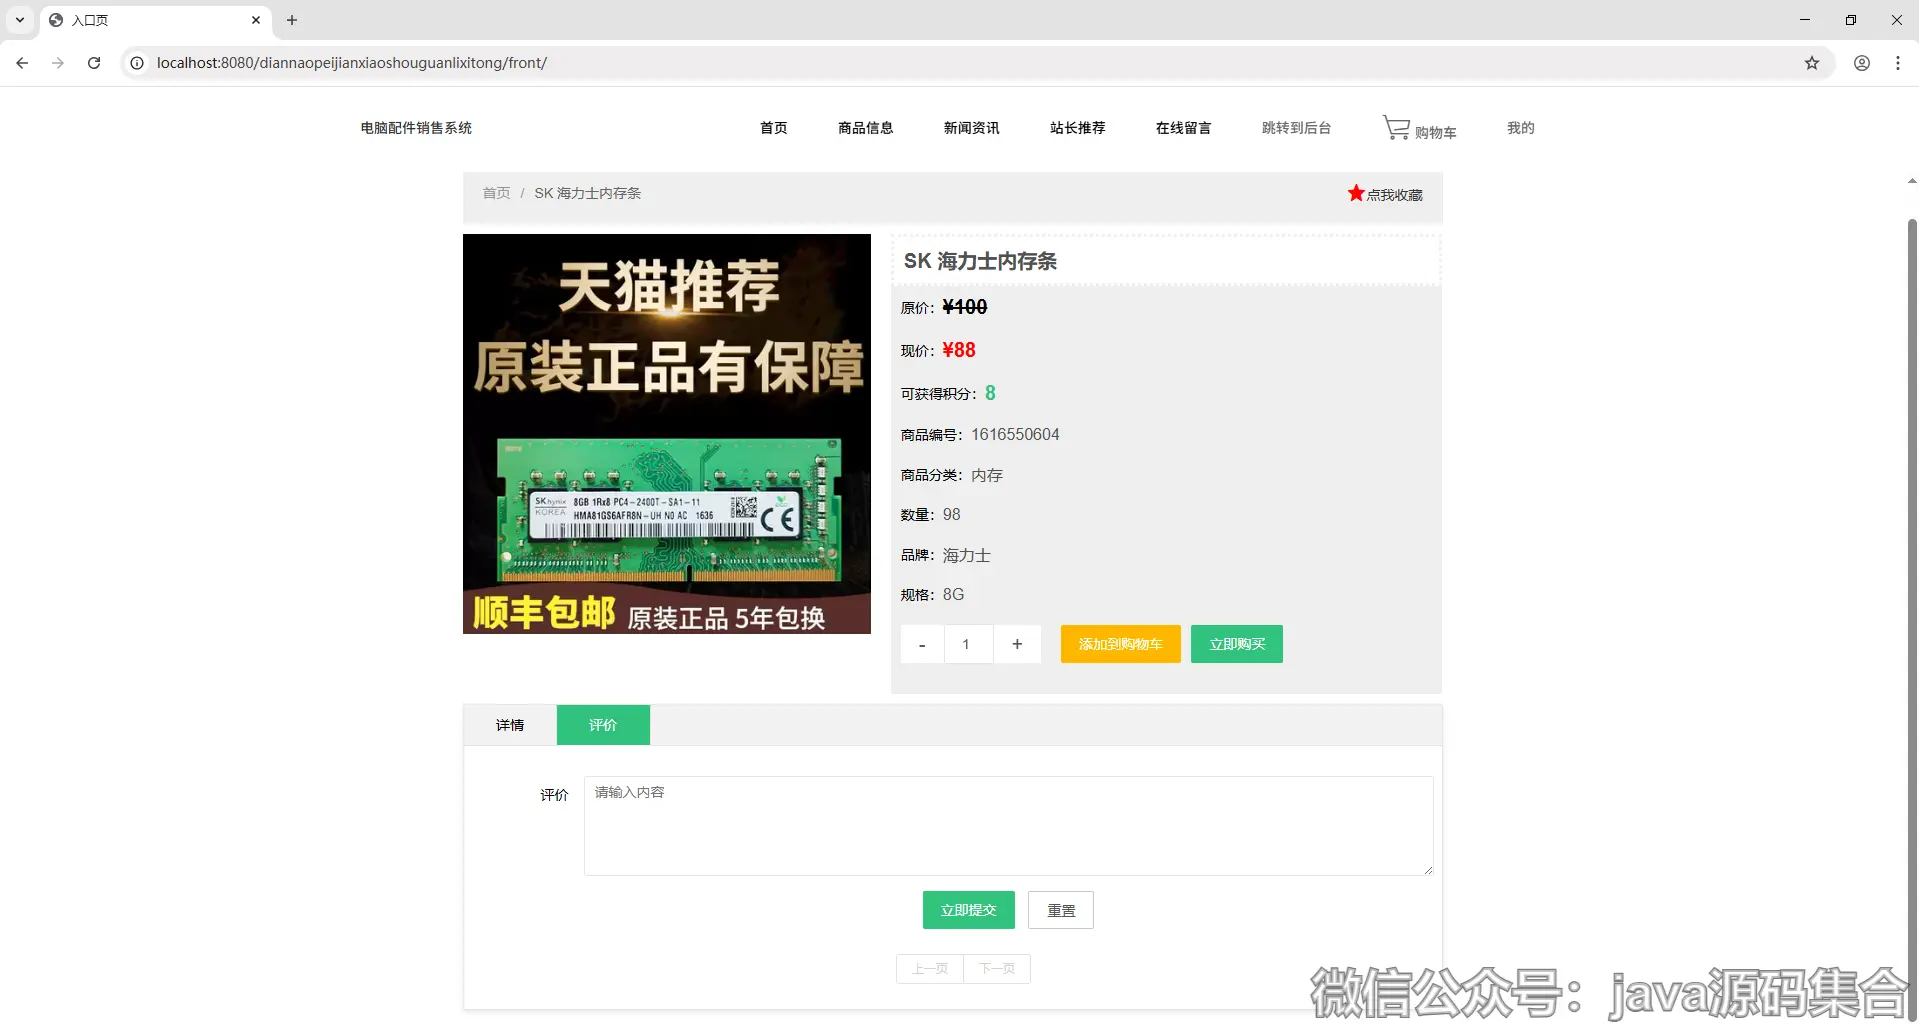 入口页
localhost:8080/diannaopeijianxiaoshouguanlixitong/front/
电脑配件销售系统
首页
商品信息
新闻资讯
站长推荐
在线留言
跳转到后台
购物车
我的
首页 / SK 海力士内存条
点我收藏
天猫推荐
原装正品有保障
SK hynix
KOREA
8GB 1Rx8 PC4-2400T-SA1-11
HMA81GS6AFR8N-UH N0 AC 1636
顺丰包邮 原装正品 5年包换
SK 海力士内存条
原价：¥100
现价：¥88
可获得积分：8
商品编号：1616550604
商品分类：内存
数量：98
品牌：海力士
规格：8G
- 1 +
添加到购物车
立即购买
详情
评价
评价
请输入内容
立即提交
重置
上一页
下一页
微信公众号：java源码集合